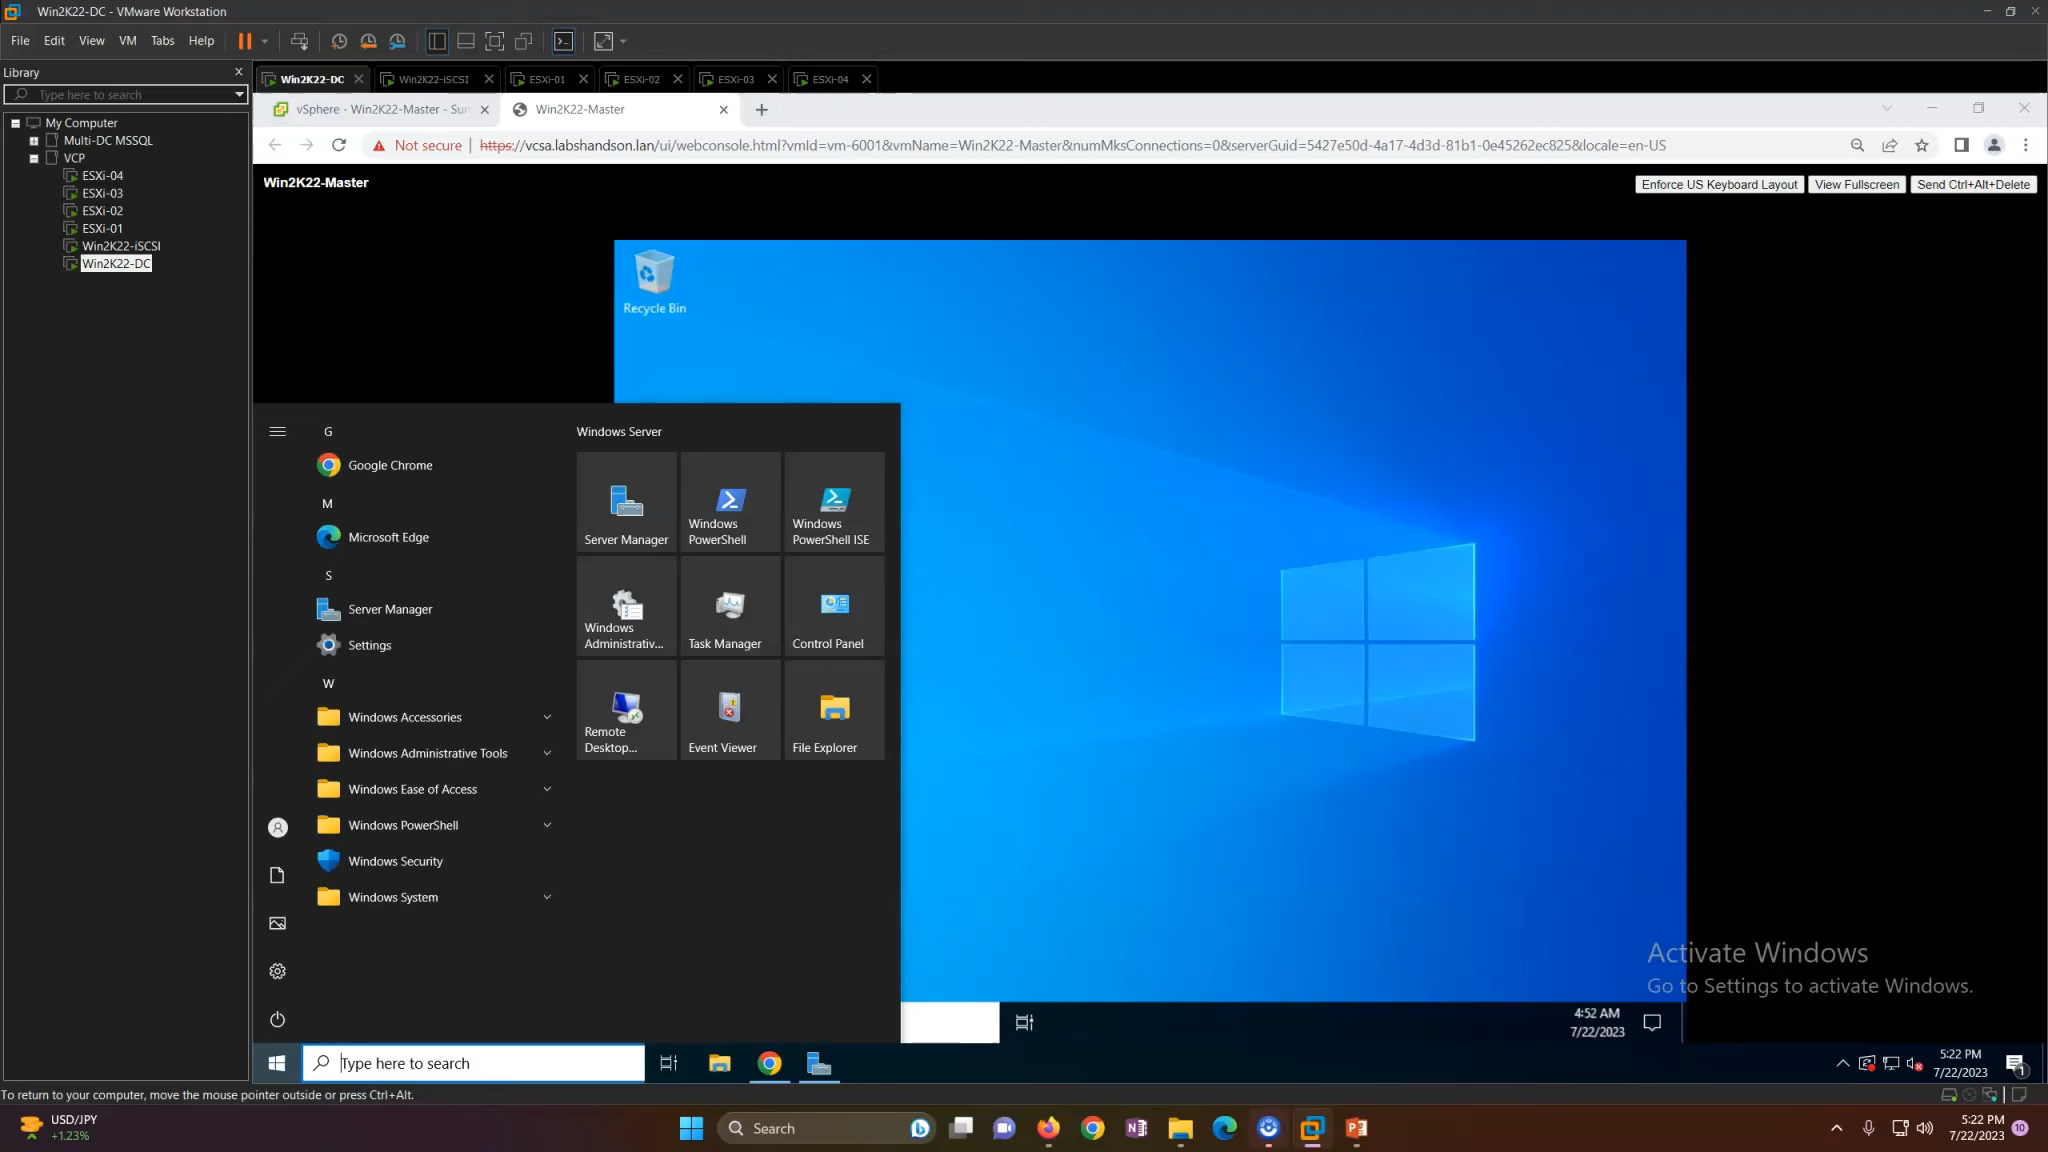 Win2K22-DC - VMware Workstation
File Edit View VM Tabs Help
Library
Type here to search
My Computer
Multi-DC MSSQL
VCP
ESXi-04
ESXi-03
ESXi-02
ESXi-01
Win2K22-iSCSI
Win2K22-DC
Win2K22-DC Win2K22-iSCSI ESXi-01 ESXi-02 ESXi-03 ESXi-04
vSphere - Win2K22-Master - Sum Win2K22-Master
Not secure https://vcsa.labshandson.lan/ui/webconsole.html?vmId=vm-6001&vmName=Win2K22-Master&numMksConnections=0&serverGuid=5427e50d-4a17-4d3d-81b1-0e45262ec825&locale=en-US
Win2K22-Master
Enforce US Keyboard Layout View Fullscreen Send Ctrl+Alt+Delete
Recycle Bin
G
Google Chrome
M
Microsoft Edge
S
Server Manager
Settings
W
Windows Accessories
Windows Administrative Tools
Windows Ease of Access
Windows PowerShell
Windows Security
Windows System
Windows Server
Server Manager
Windows
PowerShell
Windows
PowerShell ISE
Windows
Administrativ...
Task Manager
Control Panel
Remote
Desktop...
Event Viewer
File Explorer
Activate Windows
Go to Settings to activate Windows.
4:52 AM
7/22/2023
Type here to search
5:22 PM
7/22/2023
1
To return to your computer, move the mouse pointer outside or press Ctrl+Alt.
USD/JPY
+1.23%
Search
5:22 PM
7/22/2023
10